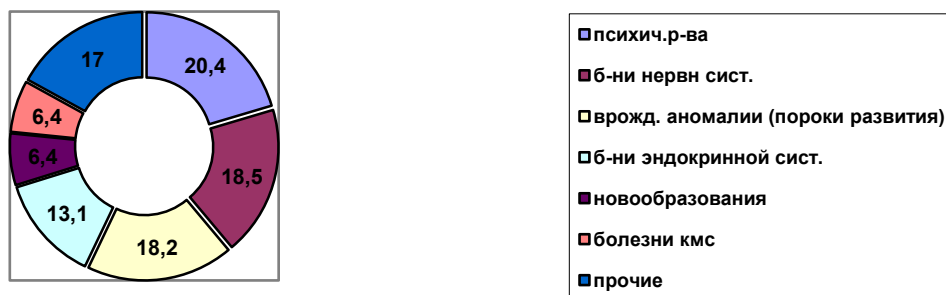 17
20,4
6,4
6,4
18,5
13,1
18,2
психич.р-ва
б-ни нервн сист.
врожд. аномалии (пороки развития)
б-ни эндокринной сист.
новообразования
болезни кмс
прочие